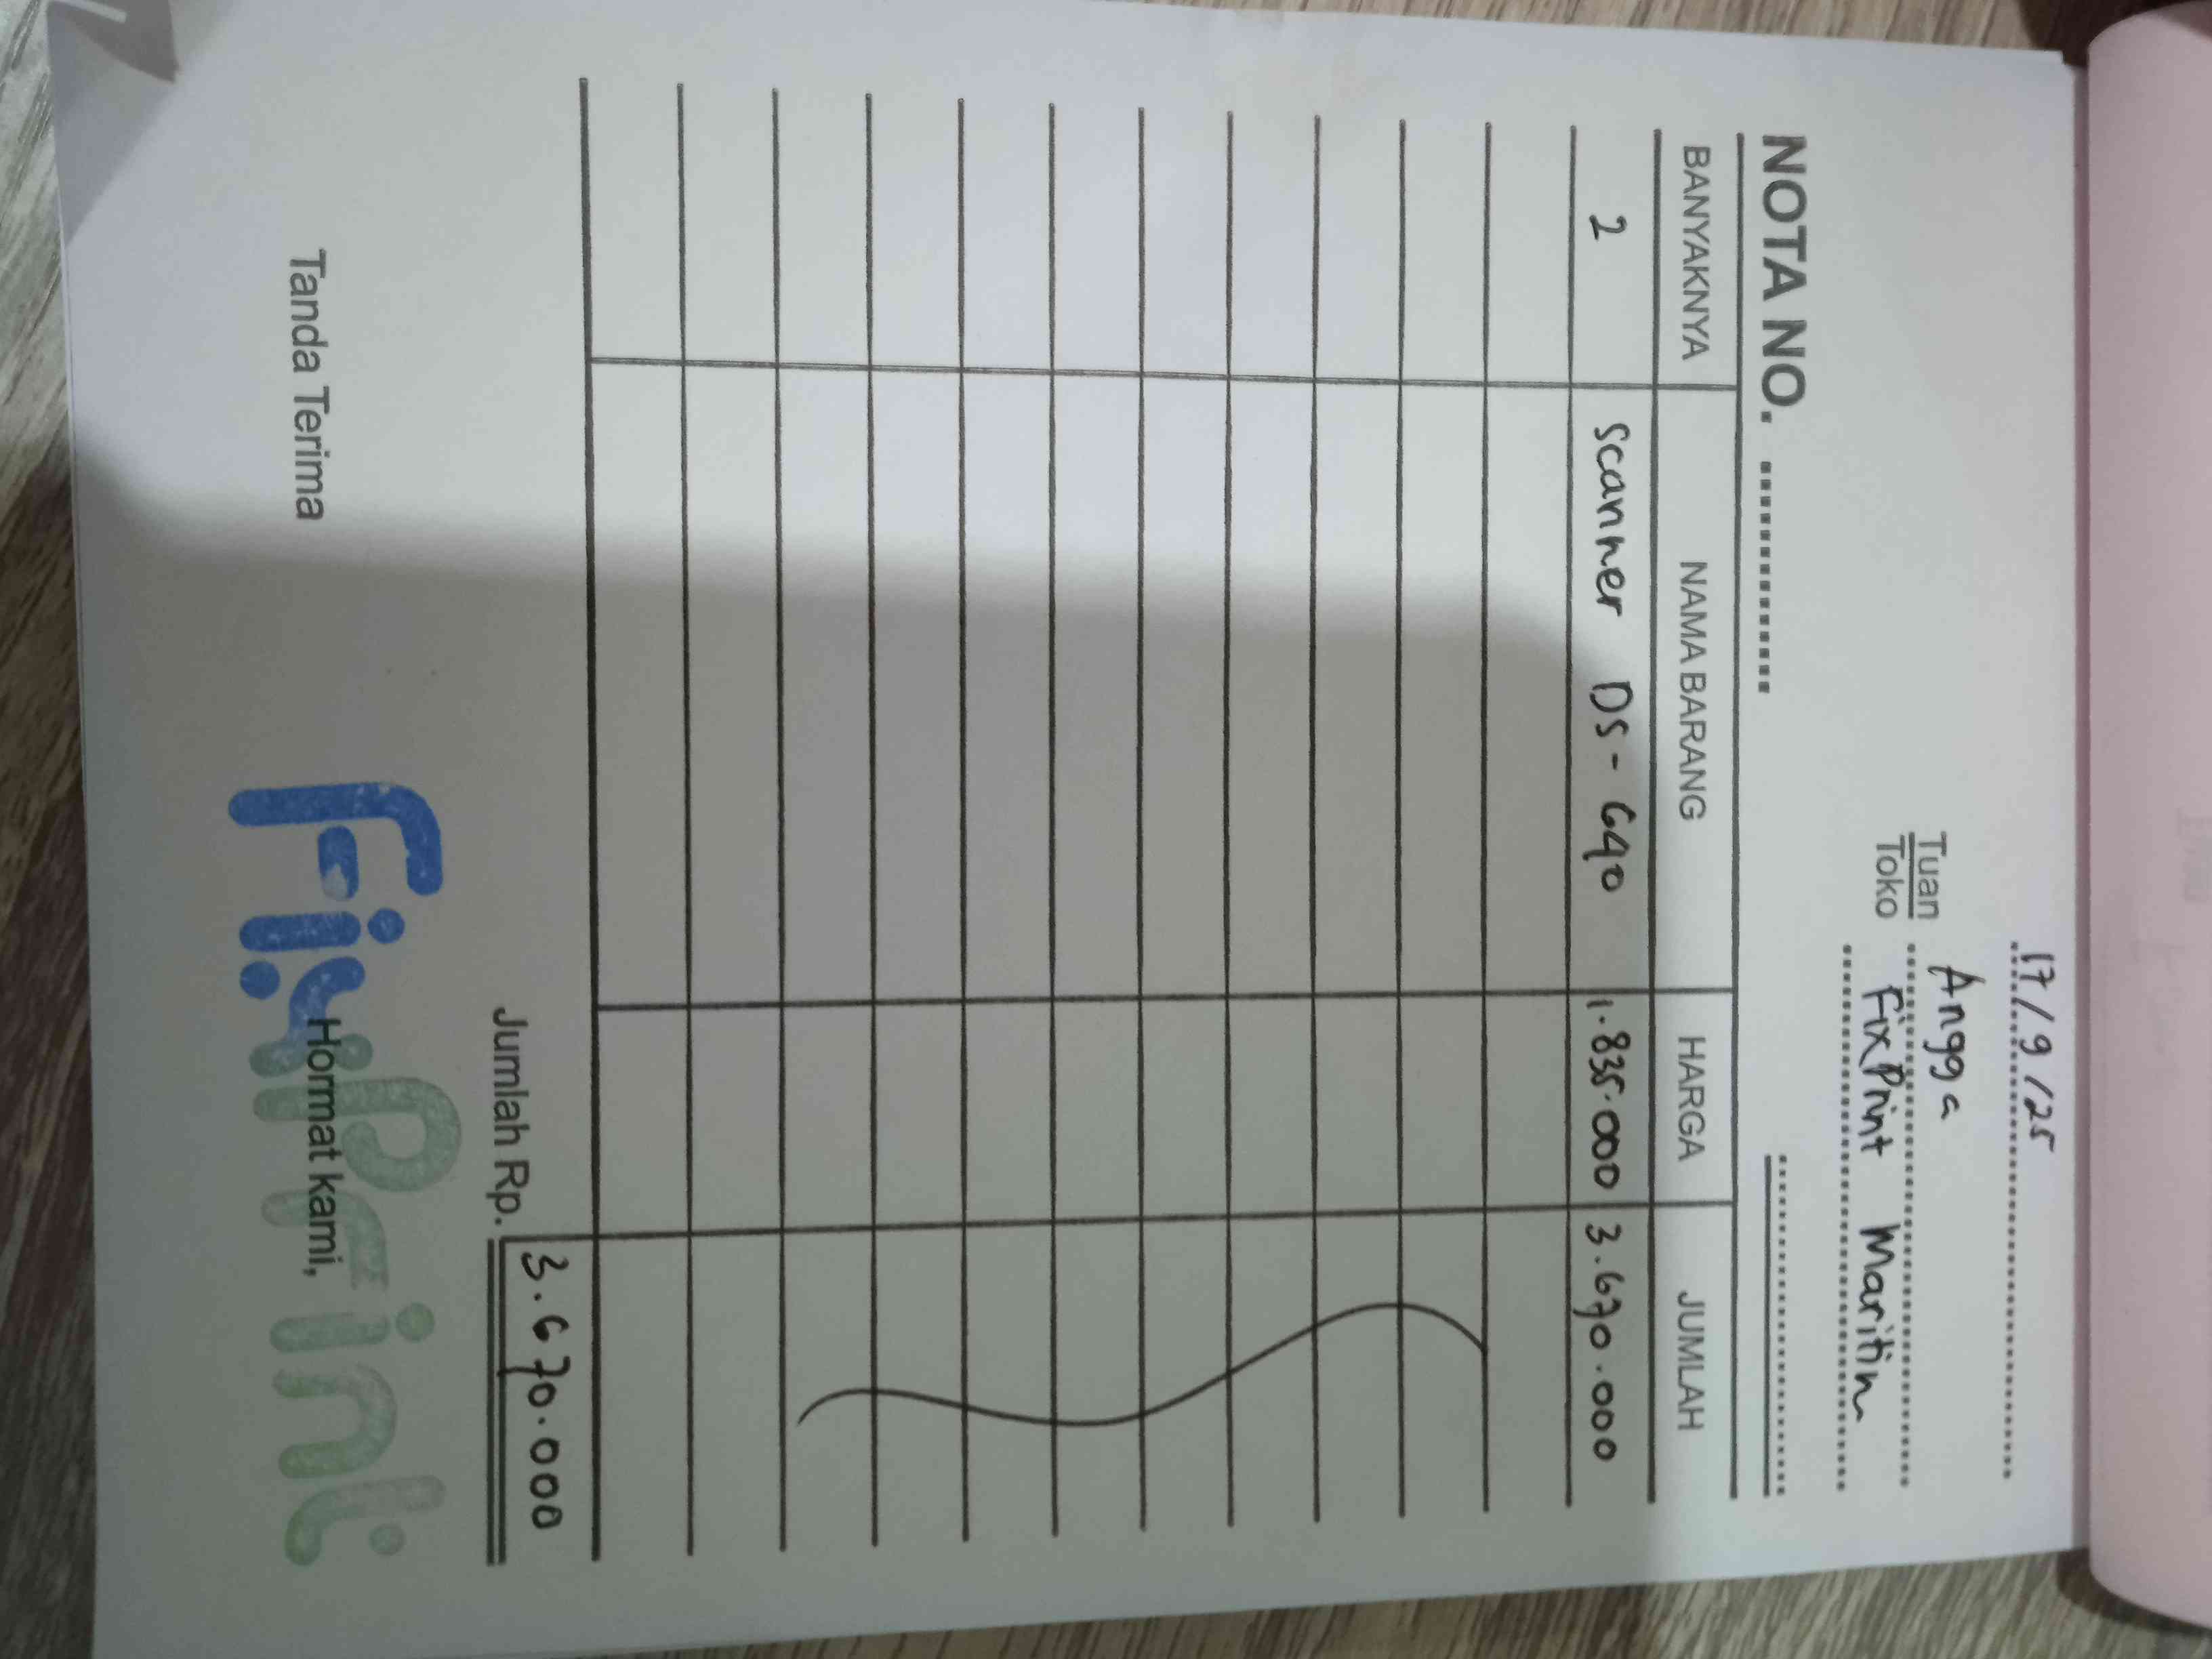 17/9/25
Tuan Angga
Toko FixPrint Maritim
NOTA NO. ................
BANYAKNYA NAMA BARANG HARGA JUMLAH
2 Scanner DS-640 1.835.000 3.670.000
Jumlah Rp. 3.670.000
Tanda Terima Hormat kami,
FixPrint